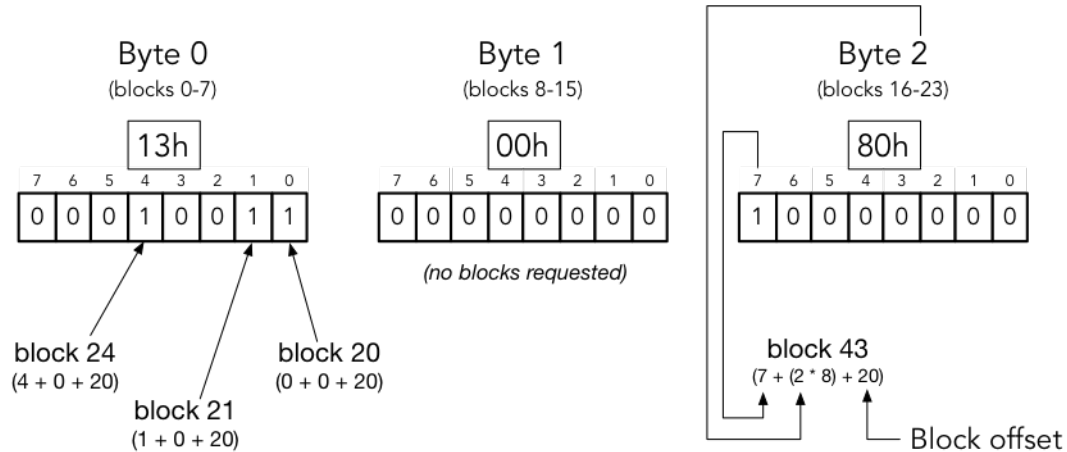 Byte 0
(blocks 0-7)
13h
7 6 5 4 3 2 1 0
0 0 0 1 0 0 1 1
block 24
(4 + 0 + 20)
block 21
(1 + 0 + 20)
block 20
(0 + 0 + 20)
Byte 1
(blocks 8-15)
00h
7 6 5 4 3 2 1 0
0 0 0 0 0 0 0 0
(no blocks requested)
Byte 2
(blocks 16-23)
80h
7 6 5 4 3 2 1 0
1 0 0 0 0 0 0 0
block 43
(7 + (2 * 8) + 20)
Block offset